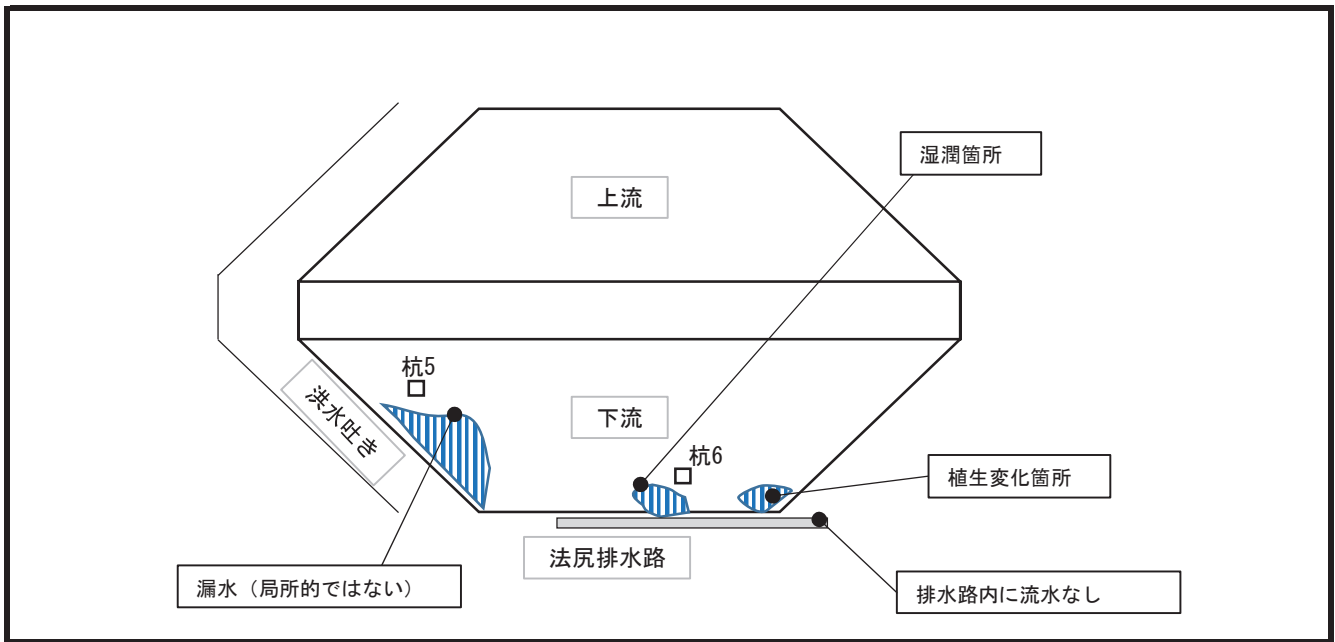 湿潤箇所
上流
杭5
洪水吐き
下流
杭6
植生変化箇所
法尻排水路
漏水（局所的ではない）
排水路内に流水なし